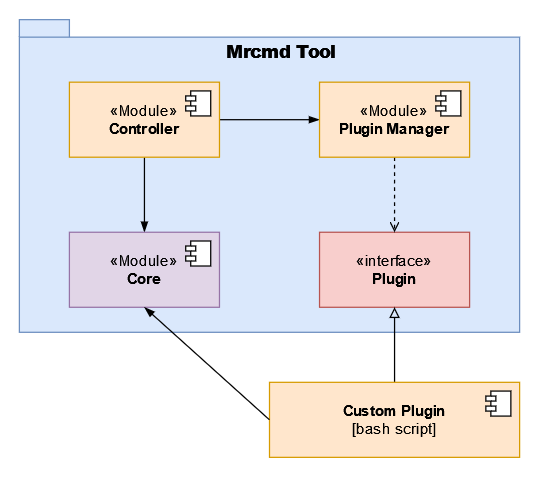 Mrcmd Tool
«Module»
Controller
«Module»
Plugin Manager
«Module»
Core
«interface»
Plugin
Custom Plugin
[bash script]